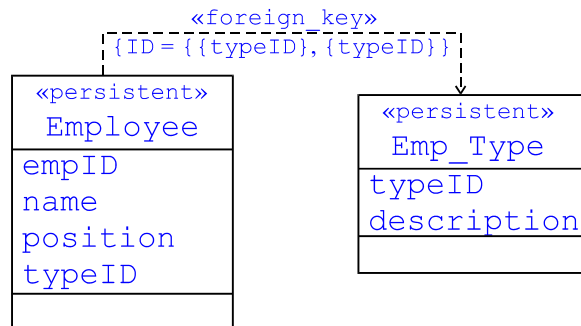 «foreign_key»
{ID = {{typeID}, {typeID}}
«persistent»
Employee
empID
name
position
typeID
«persistent»
Emp_Type
typeID
description